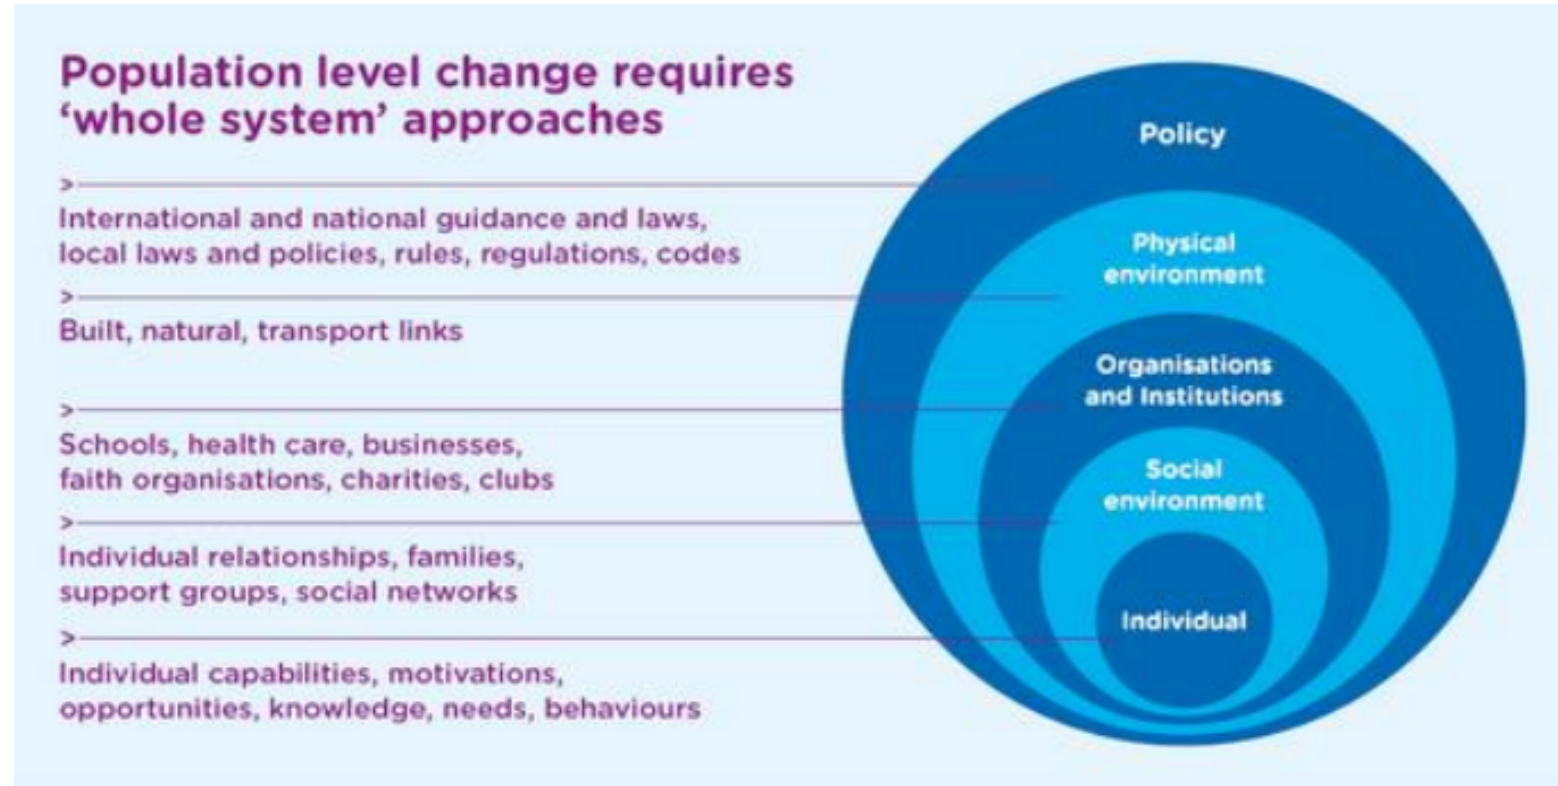 Population level change requires
‘whole system’ approaches
>
International and national guidance and laws,
local laws and policies, rules, regulations, codes
>
Built, natural, transport links
>
Schools, health care, businesses,
faith organisations, charities, clubs
>
Individual relationships, families,
support groups, social networks
>
Individual capabilities, motivations,
opportunities, knowledge, needs, behaviours
Policy
Physical
environment
Organisations
and Institutions
Social
environment
Individual